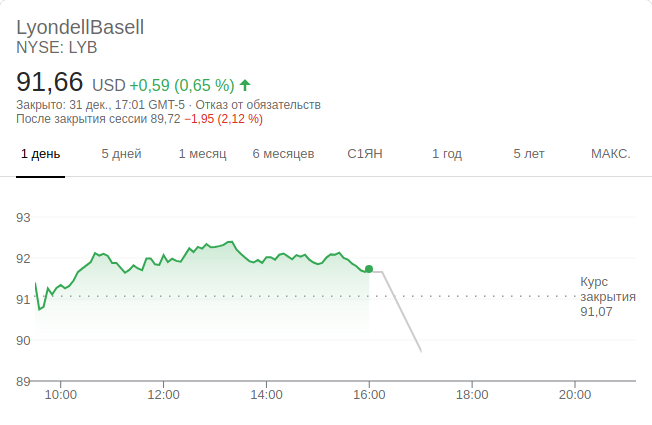 LyondellBasell
NYSE: LYB
91,66 USD +0,59 (0,65 %)
Закрыто: 31 дек., 17:01 GMT-5 · Отказ от обязательств
После закрытия сессии 89,72 −1,95 (2,12 %)
1 день 5 дней 1 месяц 6 месяцев С1ЯН 1 год 5 лет МАКС.
93
92
91
90
89
Курс
закрытия
91,07
10:00 12:00 14:00 16:00 18:00 20:00